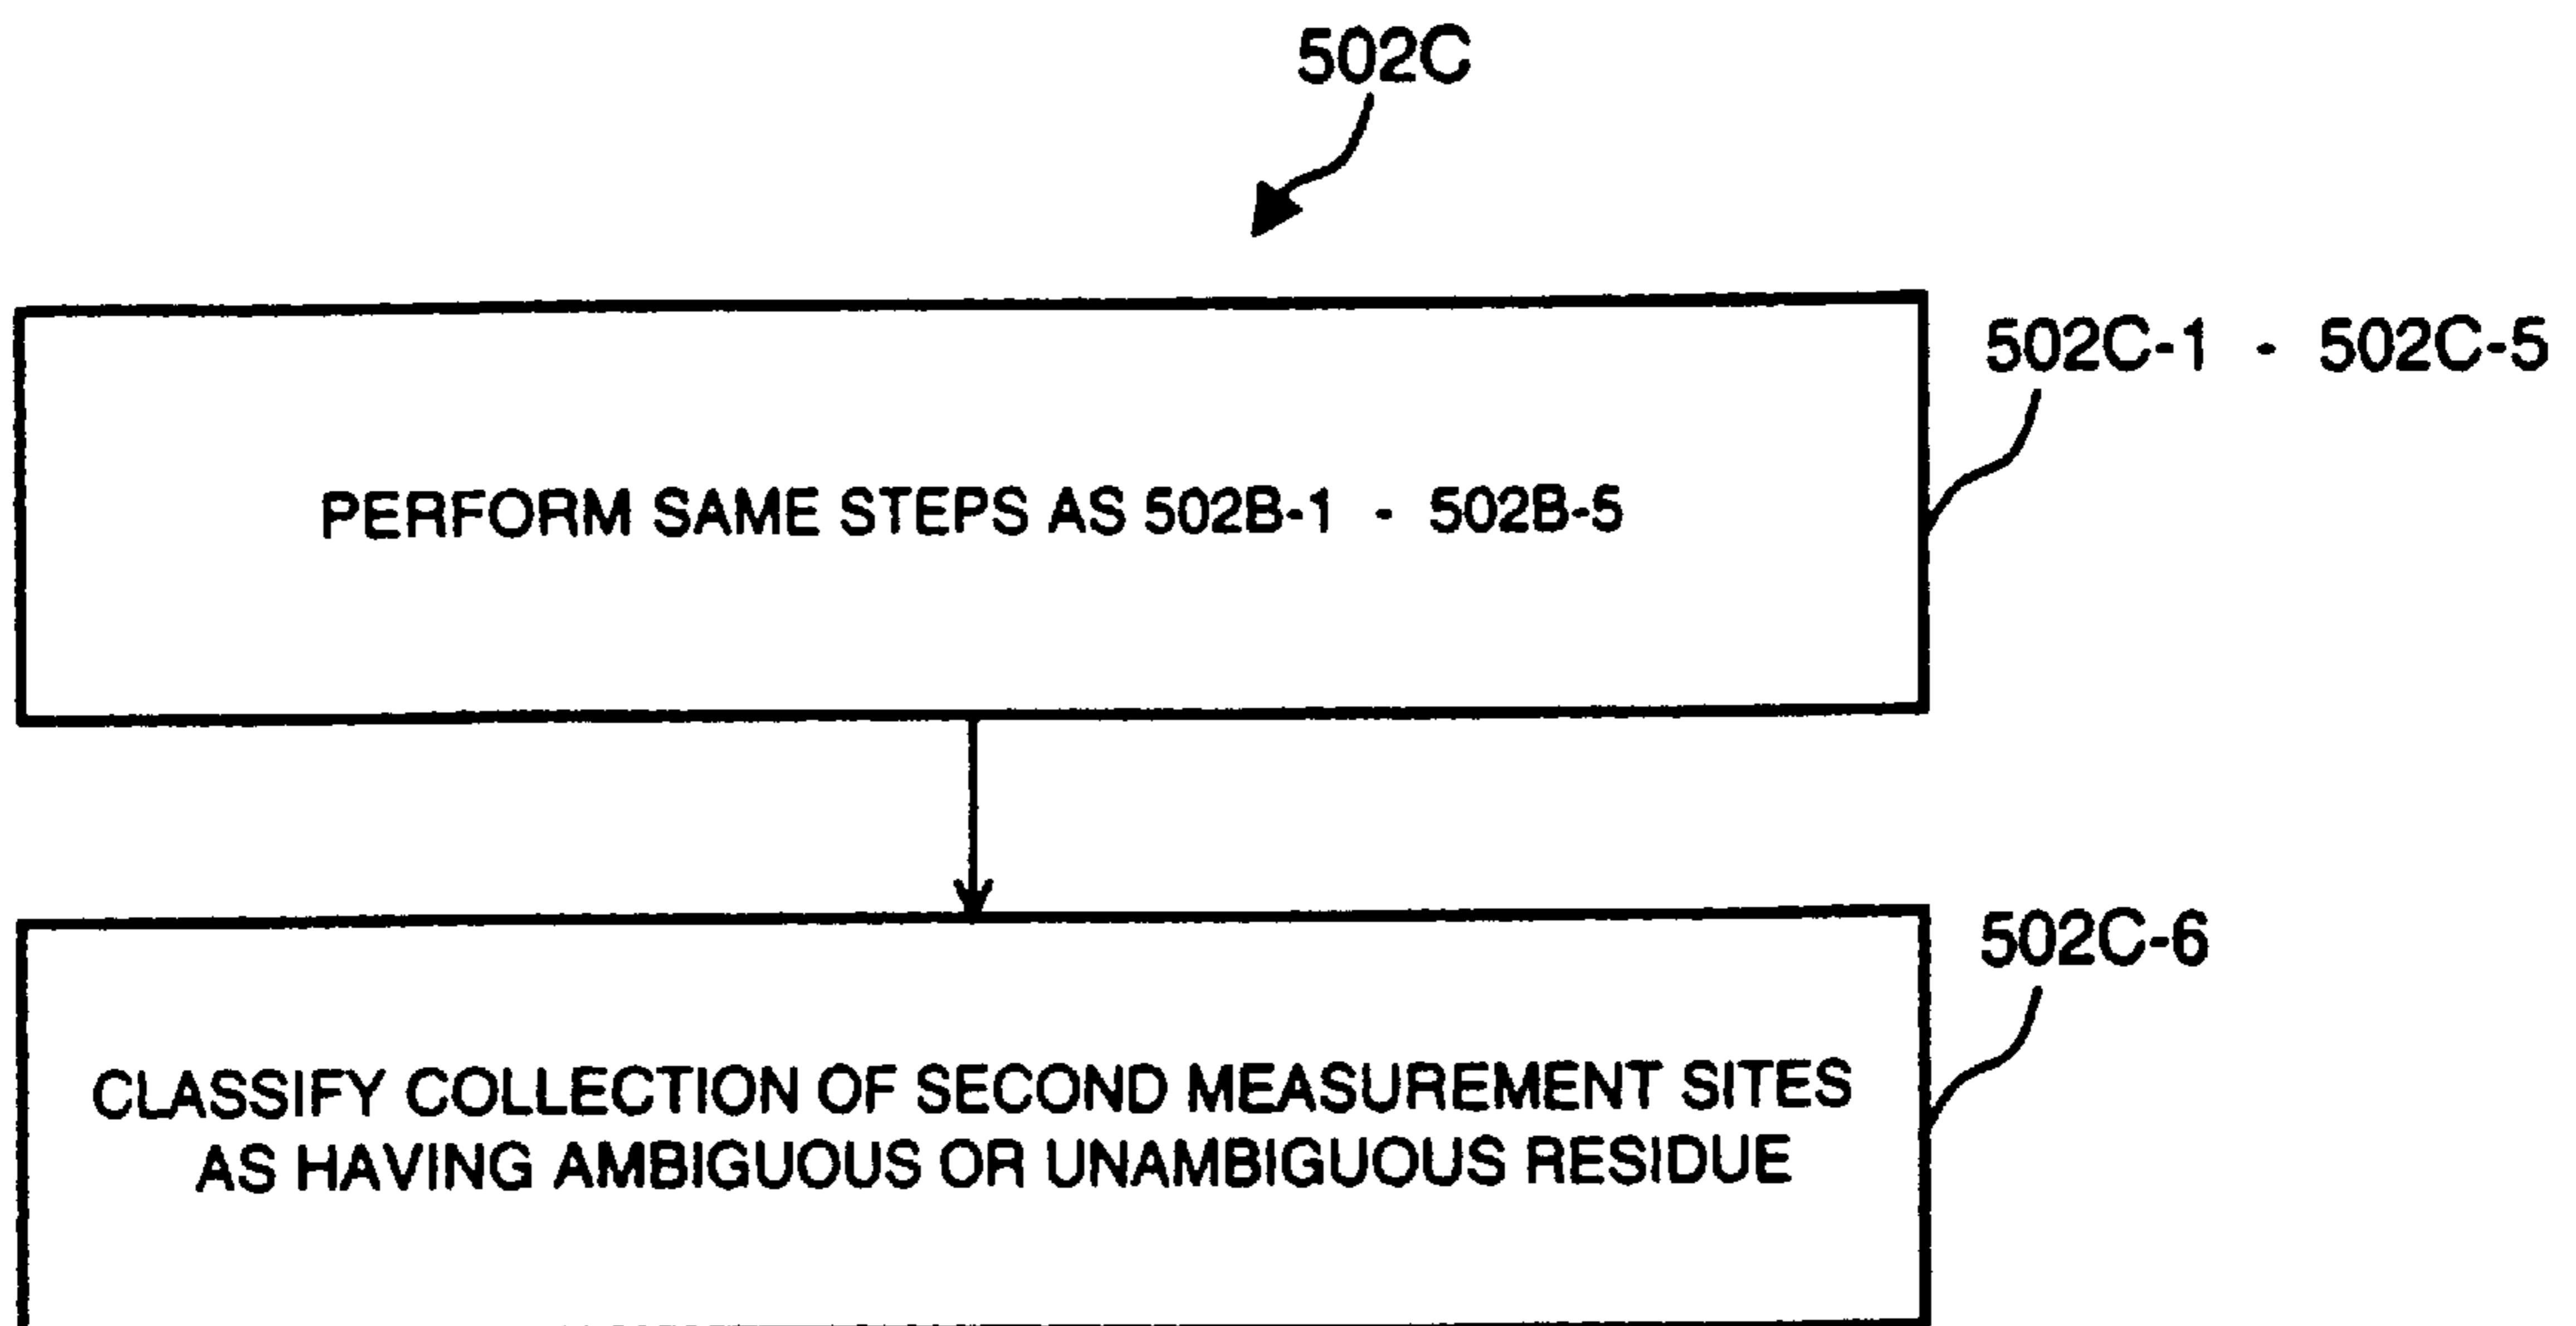 502C
502C-1 - 502C-5
PERFORM SAME STEPS AS 502B-1 - 502B-5
502C-6
CLASSIFY COLLECTION OF SECOND MEASUREMENT SITES
AS HAVING AMBIGUOUS OR UNAMBIGUOUS RESIDUE